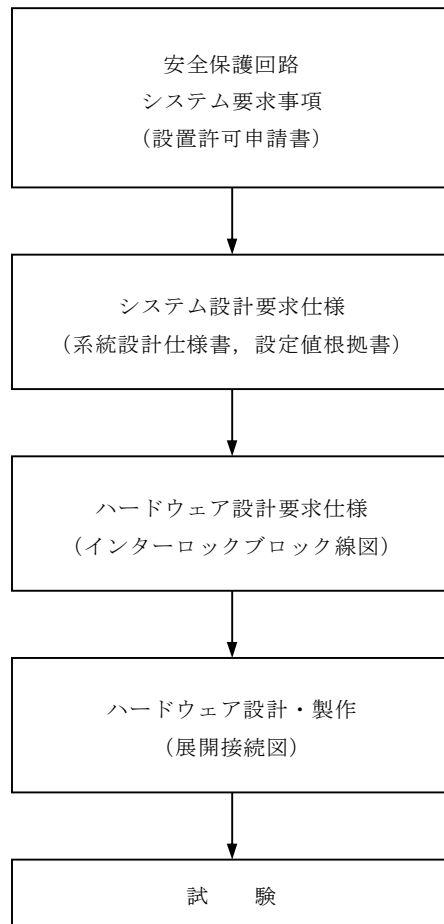 安全保護回路
システム要求事項
（設置許可申請書）
システム設計要求仕様
（系統設計仕様書，設定値根拠書）
ハードウェア設計要求仕様
（インターロックブロック線図）
ハードウェア設計・製作
（展開接続図）
試　　験